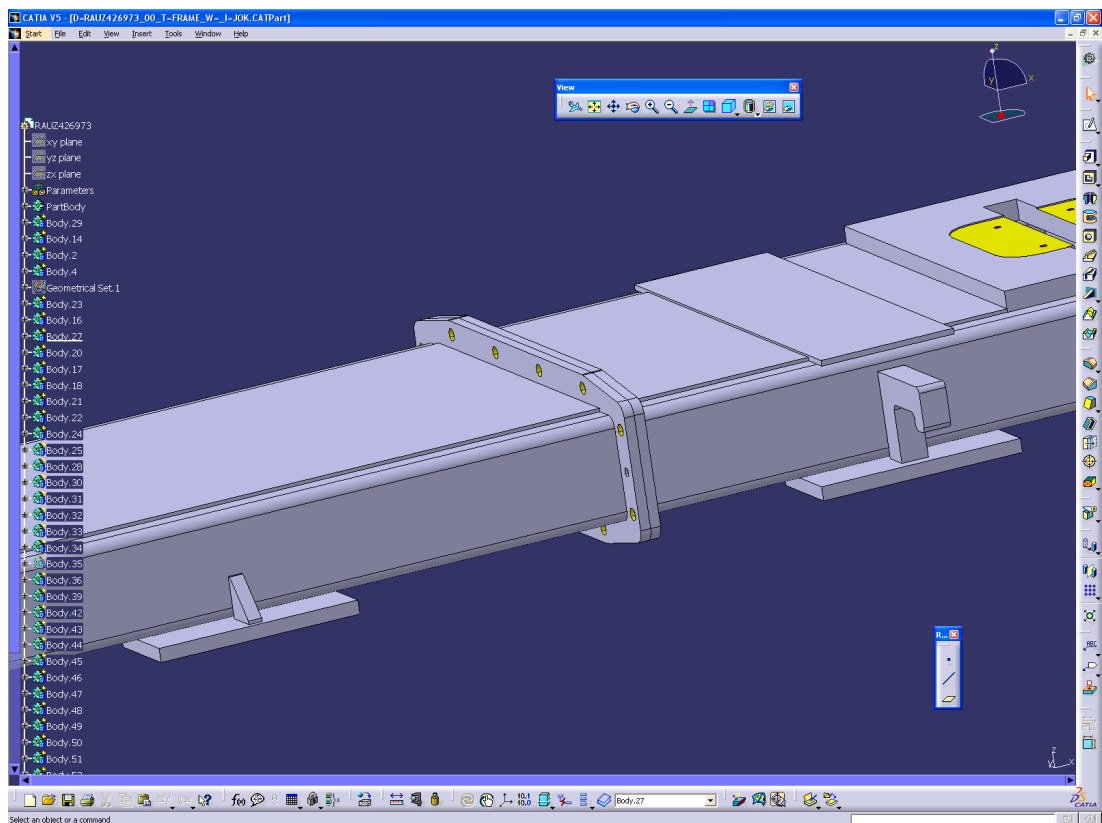 CATIA V5 - [D=RAUZ426973_00_T=FRAME_W=_I=JOK.CATPart]
Start File Edit View Insert Tools Window Help
View
z
y x
RAUZ426973
xy plane
yz plane
zx plane
Parameters
PartBody
Body.29
Body.14
Body.2
Body.4
Geometrical Set.1
Body.23
Body.16
Body.27
Body.20
Body.17
Body.18
Body.21
Body.22
Body.24
Body.25
Body.28
Body.30
Body.31
Body.32
Body.33
Body.34
Body.35
Body.36
Body.39
Body.42
Body.43
Body.44
Body.45
Body.46
Body.47
Body.48
Body.49
Body.50
Body.51
R...
ABC
z
x
f(x) 10.1 10.0 Body.27
CATIA
Select an object or a command